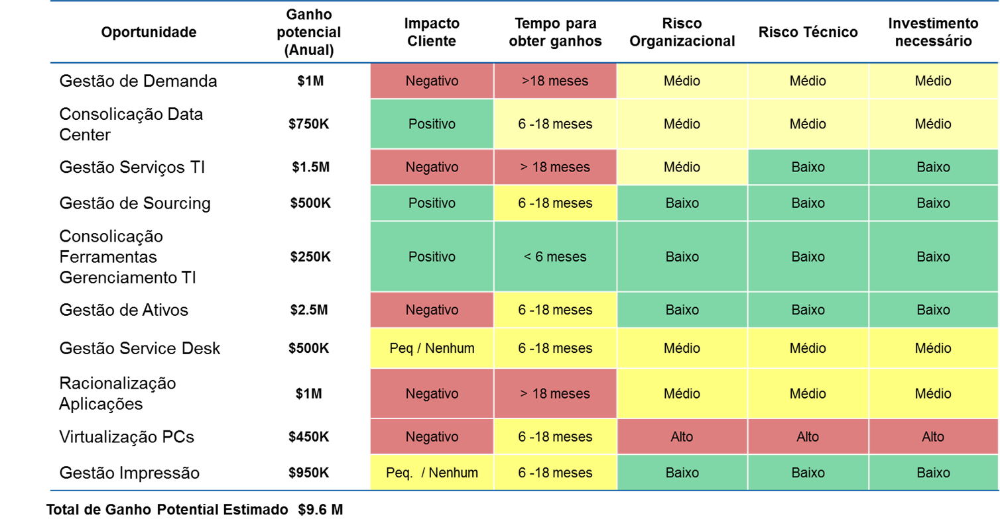 Oportunidade Ganho potencial (Anual) Impacto Cliente Tempo para obter ganhos Risco Organizacional Risco Técnico Investimento necessário
Gestão de Demanda $1M Negativo >18 meses Médio Médio Médio
Consolicação Data Center $750K Positivo 6 -18 meses Médio Médio Médio
Gestão Serviços TI $1.5M Negativo > 18 meses Médio Baixo Baixo
Gestão de Sourcing $500K Positivo 6 -18 meses Baixo Baixo Baixo
Consolicação Ferramentas Gerenciamento TI $250K Positivo < 6 meses Baixo Baixo Baixo
Gestão de Ativos $2.5M Negativo 6 -18 meses Baixo Baixo Baixo
Gestão Service Desk $500K Peq / Nenhum 6 -18 meses Médio Médio Médio
Racionalização Aplicações $1M Negativo > 18 meses Médio Médio Médio
Virtualização PCs $450K Negativo 6 -18 meses Alto Alto Alto
Gestão Impressão $950K Peq. / Nenhum 6 -18 meses Baixo Baixo Baixo
Total de Ganho Potential Estimado $9.6 M